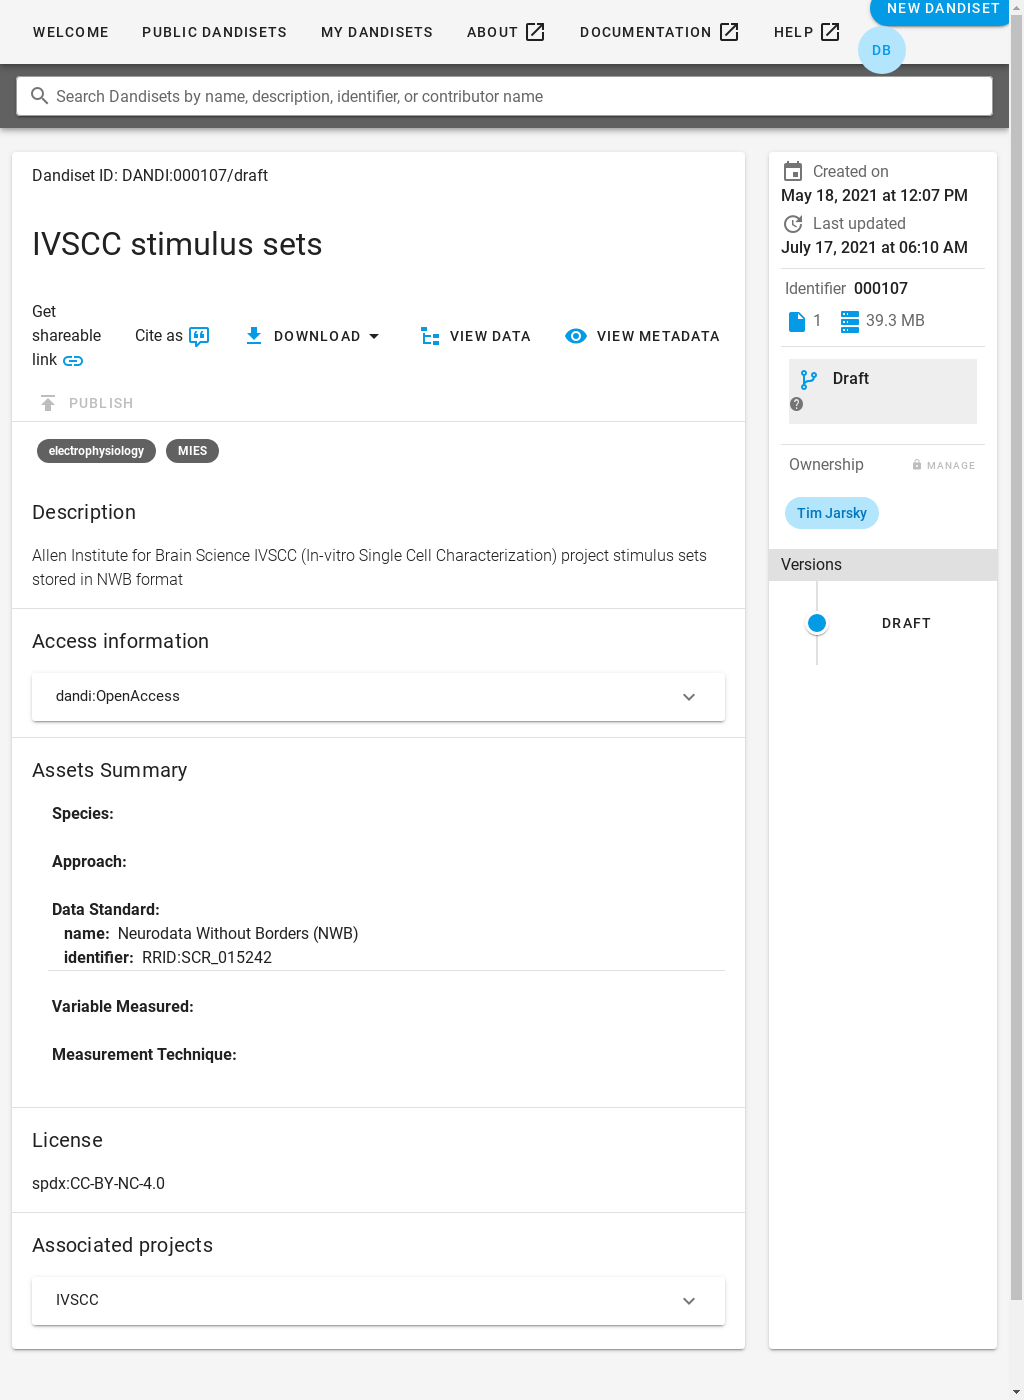 WELCOME PUBLIC DANDISETS MY DANDISETS ABOUT DOCUMENTATION HELP NEW DANDISET
DB
Search Dandisets by name, description, identifier, or contributor name
Dandiset ID: DANDI:000107/draft
IVSCC stimulus sets
Get shareable link
Cite as
DOWNLOAD
VIEW DATA
VIEW METADATA
PUBLISH
electrophysiology MIES
Description
Allen Institute for Brain Science IVSCC (In-vitro Single Cell Characterization) project stimulus sets
stored in NWB format
Access information
dandi:OpenAccess
Assets Summary
Species:
Approach:
Data Standard:
name: Neurodata Without Borders (NWB)
identifier: RRID:SCR_015242
Variable Measured:
Measurement Technique:
License
spdx:CC-BY-NC-4.0
Associated projects
IVSCC
Created on
May 18, 2021 at 12:07 PM
Last updated
July 17, 2021 at 06:10 AM
Identifier 000107
1 39.3 MB
Draft
Ownership MANAGE
Tim Jarsky
Versions
DRAFT